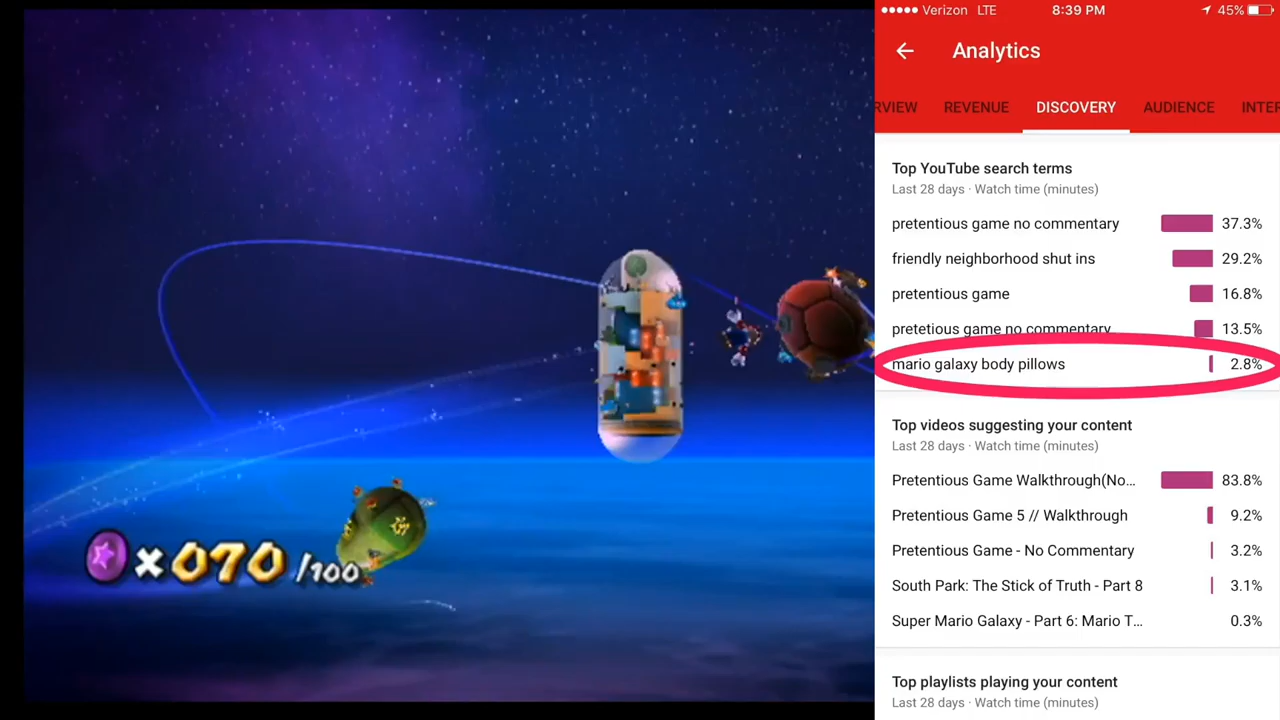 ×070/100
Verizon LTE 8:39 PM 45%
Analytics
RVIEW REVENUE DISCOVERY AUDIENCE INTER
Top YouTube search terms
Last 28 days · Watch time (minutes)
pretentious game no commentary 37.3%
friendly neighborhood shut ins 29.2%
pretentious game 16.8%
pretetious game no commentary 13.5%
mario galaxy body pillows 2.8%
Top videos suggesting your content
Last 28 days · Watch time (minutes)
Pretentious Game Walkthrough(No... 83.8%
Pretentious Game 5 // Walkthrough 9.2%
Pretentious Game - No Commentary 3.2%
South Park: The Stick of Truth - Part 8 3.1%
Super Mario Galaxy - Part 6: Mario T... 0.3%
Top playlists playing your content
Last 28 days · Watch time (minutes)